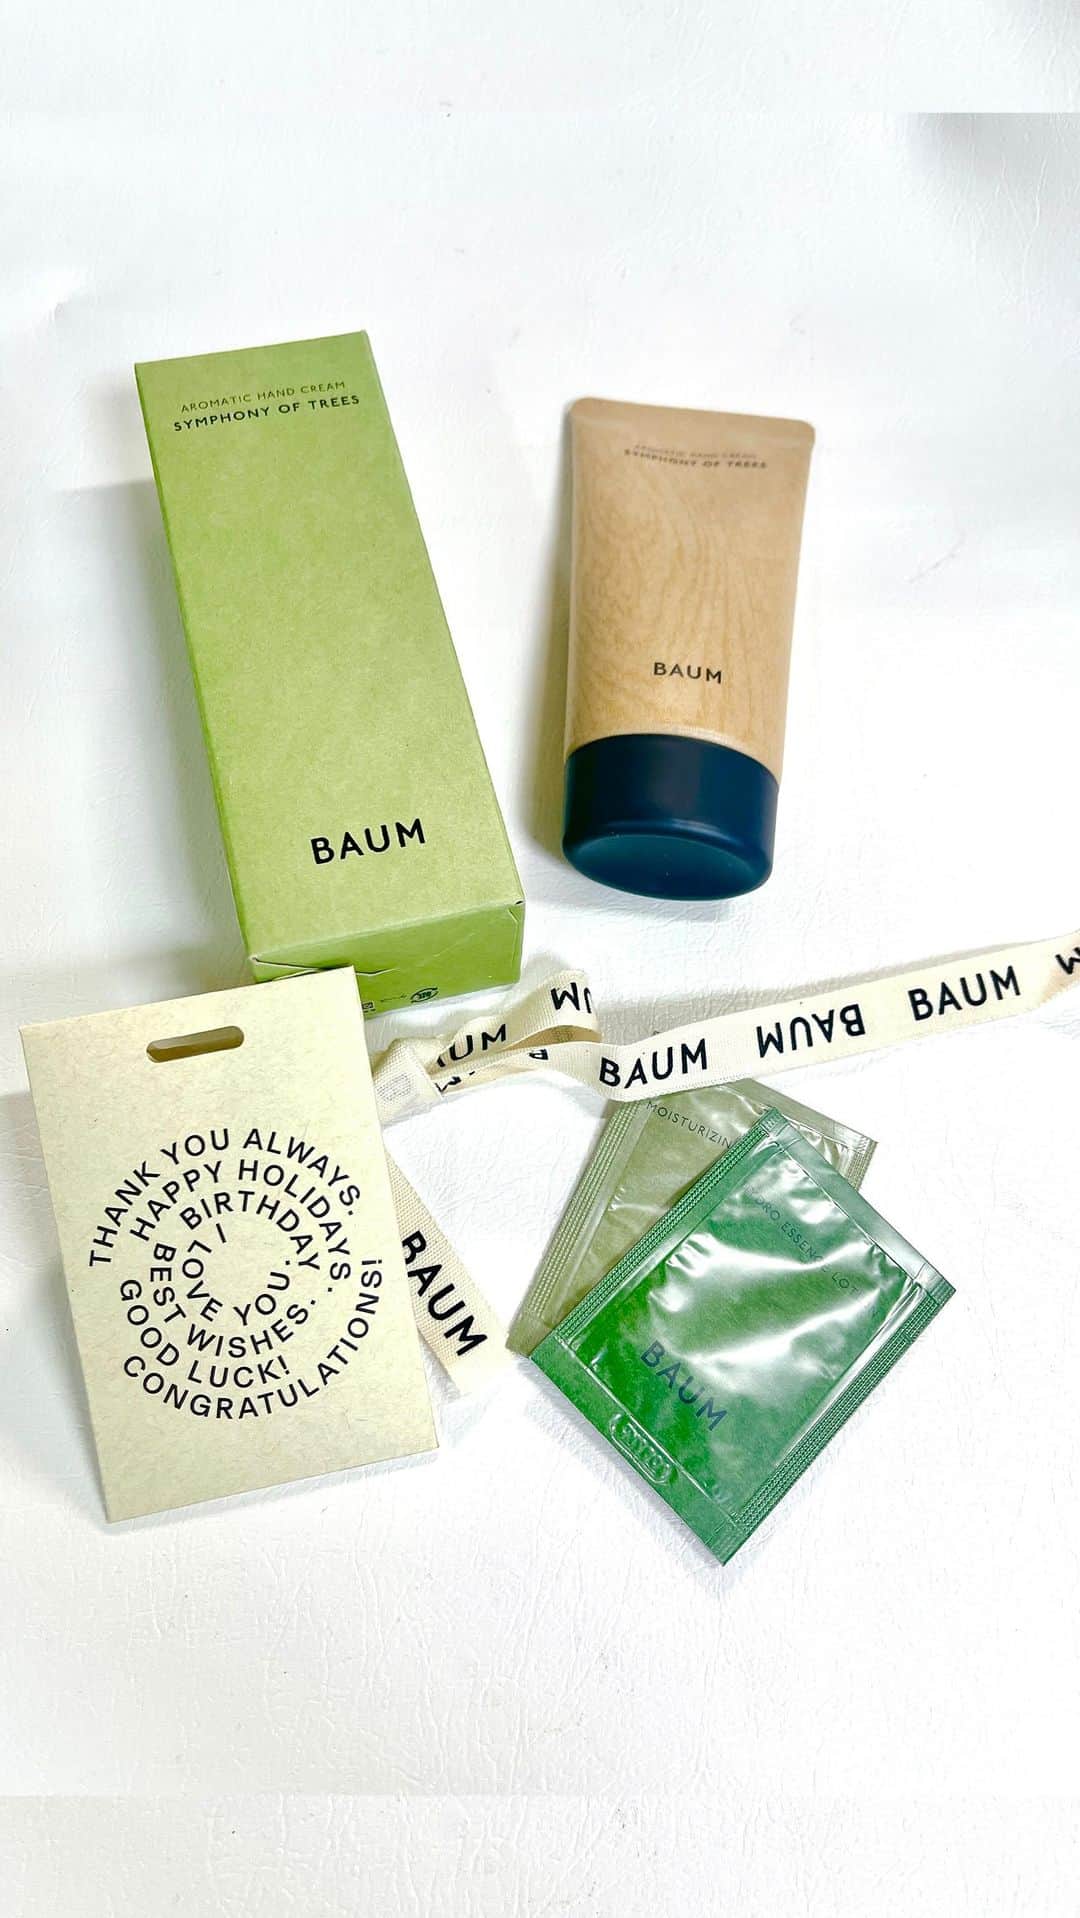 AROMATIC HAND CREAM
SYMPHONY OF TREES
BAUM
AROMATIC HAND CREAM
SYMPHONY OF TREES
BAUM
BAUM BAUM BAUM
BAUM
THANK YOU ALWAYS.
HAPPY HOLIDAYS.
BIRTHDAY
I LOVE YOU.
BEST WISHES.
GOOD LUCK!
CONGRATULATIONS!
MOISTURIZIN
BAUM